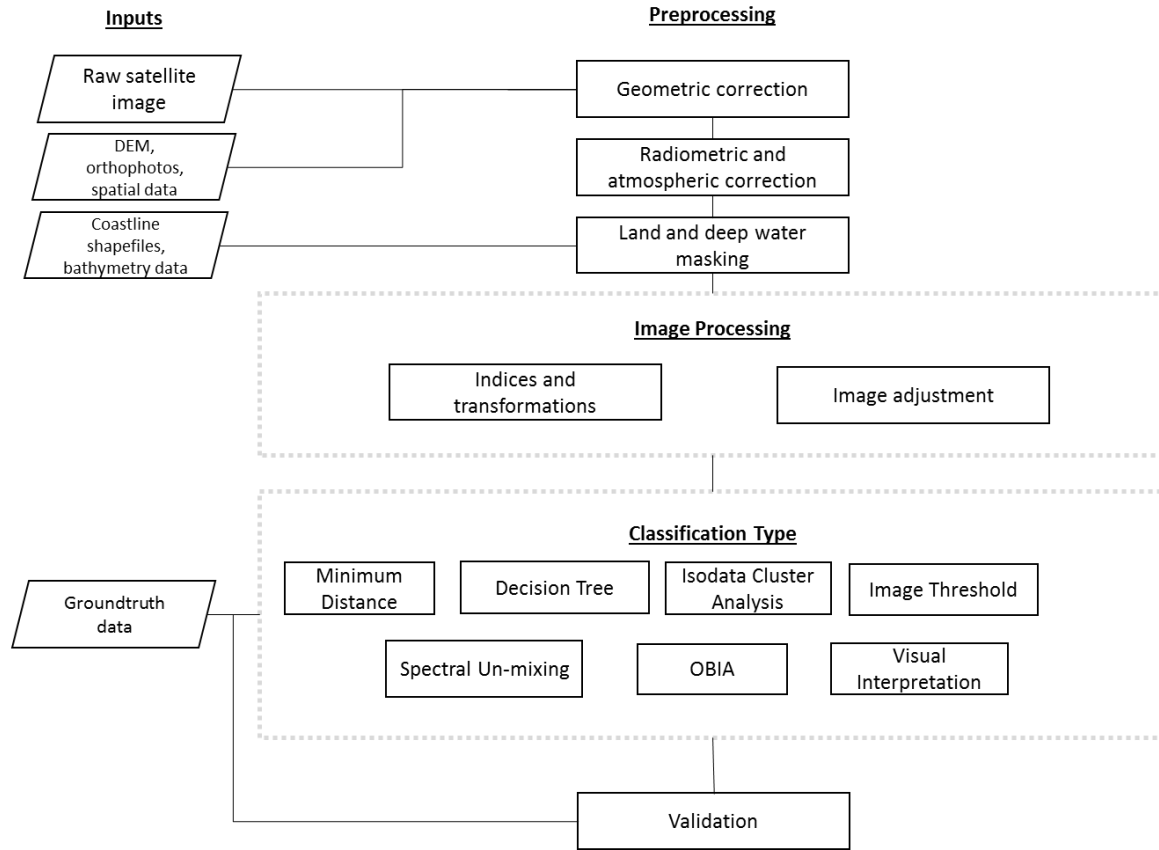 Inputs
Preprocessing
Raw satellite
image
Geometric correction
DEM,
orthophotos,
spatial data
Radiometric and
atmospheric correction
Coastline
shapefiles,
bathymetry data
Land and deep water
masking
Image Processing
Indices and
transformations
Image adjustment
Classification Type
Minimum
Distance
Decision Tree
Isodata Cluster
Analysis
Image Threshold
Groundtruth
data
Spectral Un-mixing
OBIA
Visual
Interpretation
Validation